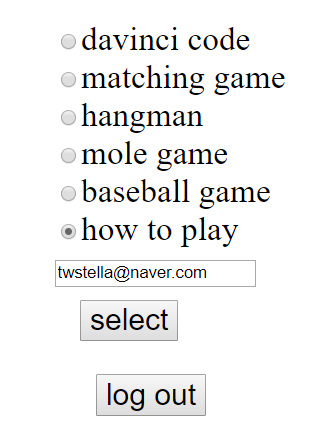 davinci code
matching game
hangman
mole game
baseball game
how to play
twstella@naver.com
select
log out